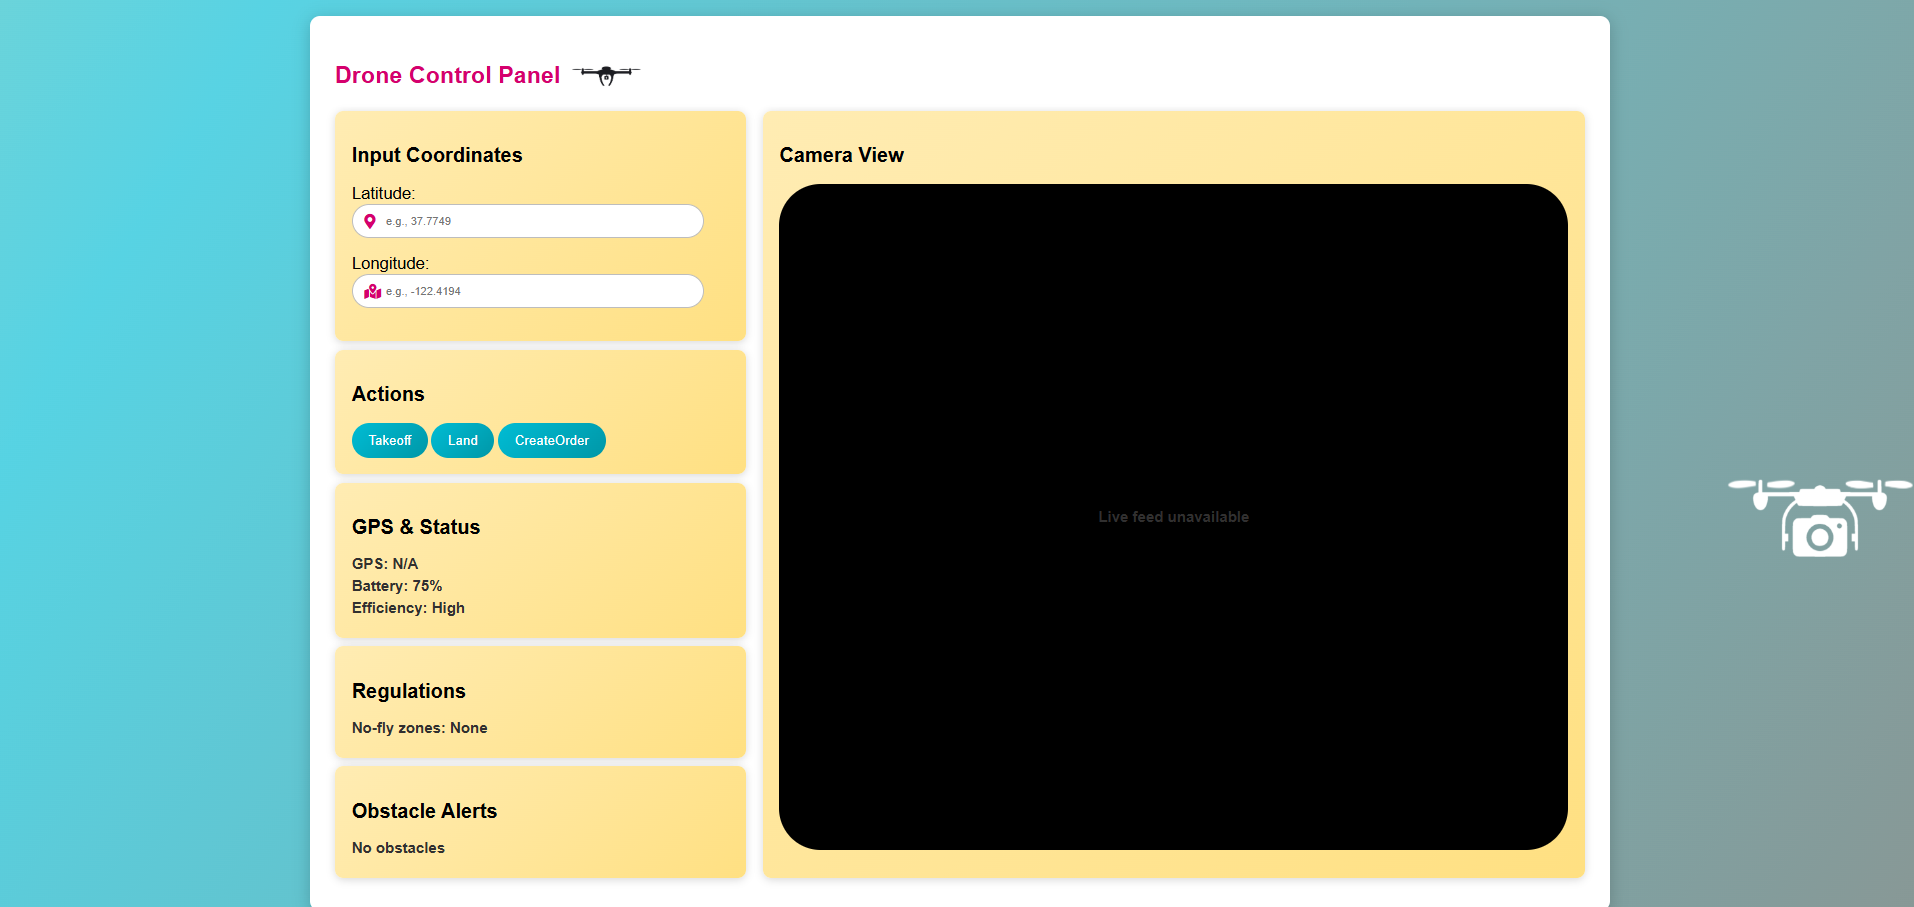 Drone Control Panel
Input Coordinates
Latitude:
e.g., 37.7749
Longitude:
e.g., -122.4194
Actions
Takeoff Land CreateOrder
GPS & Status
GPS: N/A
Battery: 75%
Efficiency: High
Regulations
No-fly zones: None
Obstacle Alerts
No obstacles
Camera View
Live feed unavailable